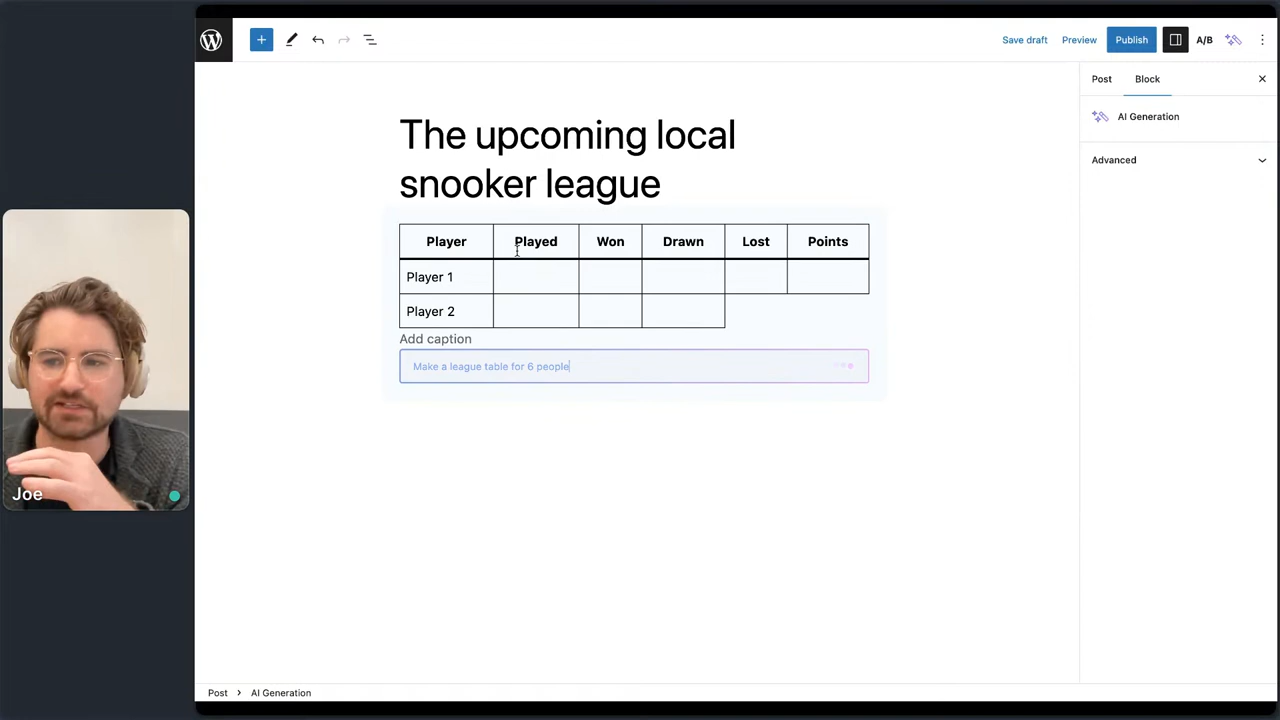 Save draft
Preview
Publish
A/B
Post
Block
AI Generation
Advanced
The upcoming local
snooker league
Player Played Won Drawn Lost Points
Player 1
Player 2
Add caption
Make a league table for 6 people
Joe
Post > AI Generation